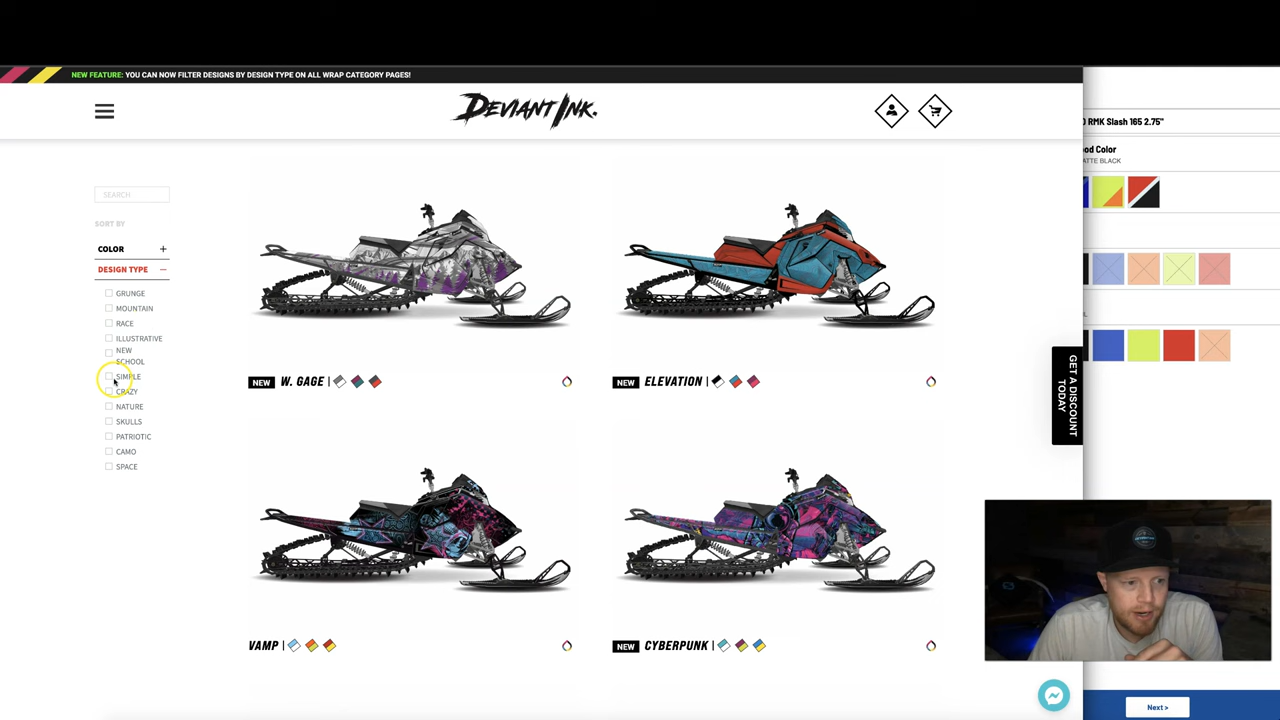 NEW FEATURE: YOU CAN NOW FILTER DESIGNS BY DESIGN TYPE ON ALL WRAP CATEGORY PAGES!
DEVIANT INK.
SEARCH
SORT BY
COLOR +
DESIGN TYPE −
GRUNGE
MOUNTAIN
RACE
ILLUSTRATIVE
NEW
SCHOOL
SIMPLE
CRAZY
NATURE
SKULLS
PATRIOTIC
CAMO
SPACE
NEW W. GAGE |
NEW ELEVATION |
VAMP |
NEW CYBERPUNK |
GET A DISCOUNT
TODAY
RMK Slash 165 2.75"
od Color
ATTE BLACK
Next >